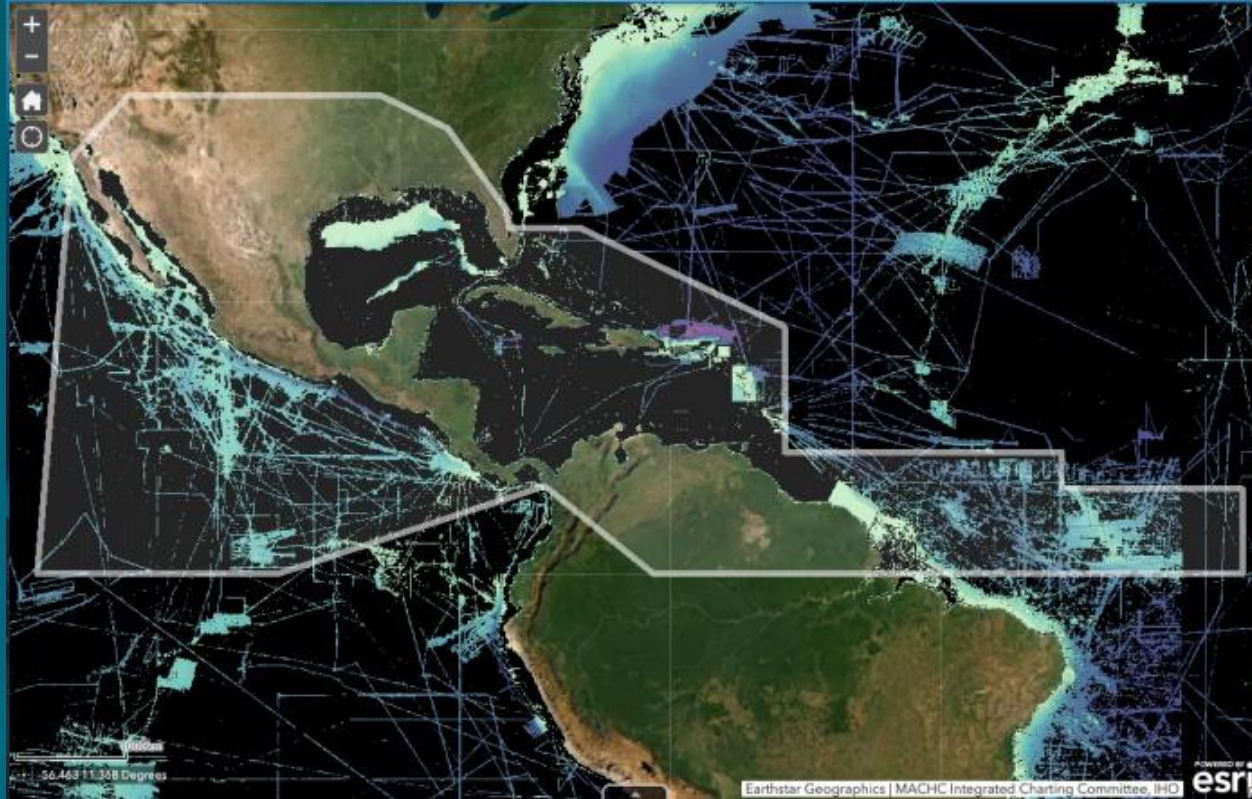 +
−
-56.463 11.368 Degrees
Earthstar Geographics | MACHC Integrated Charting Committee, IHO
POWERED BY
esri